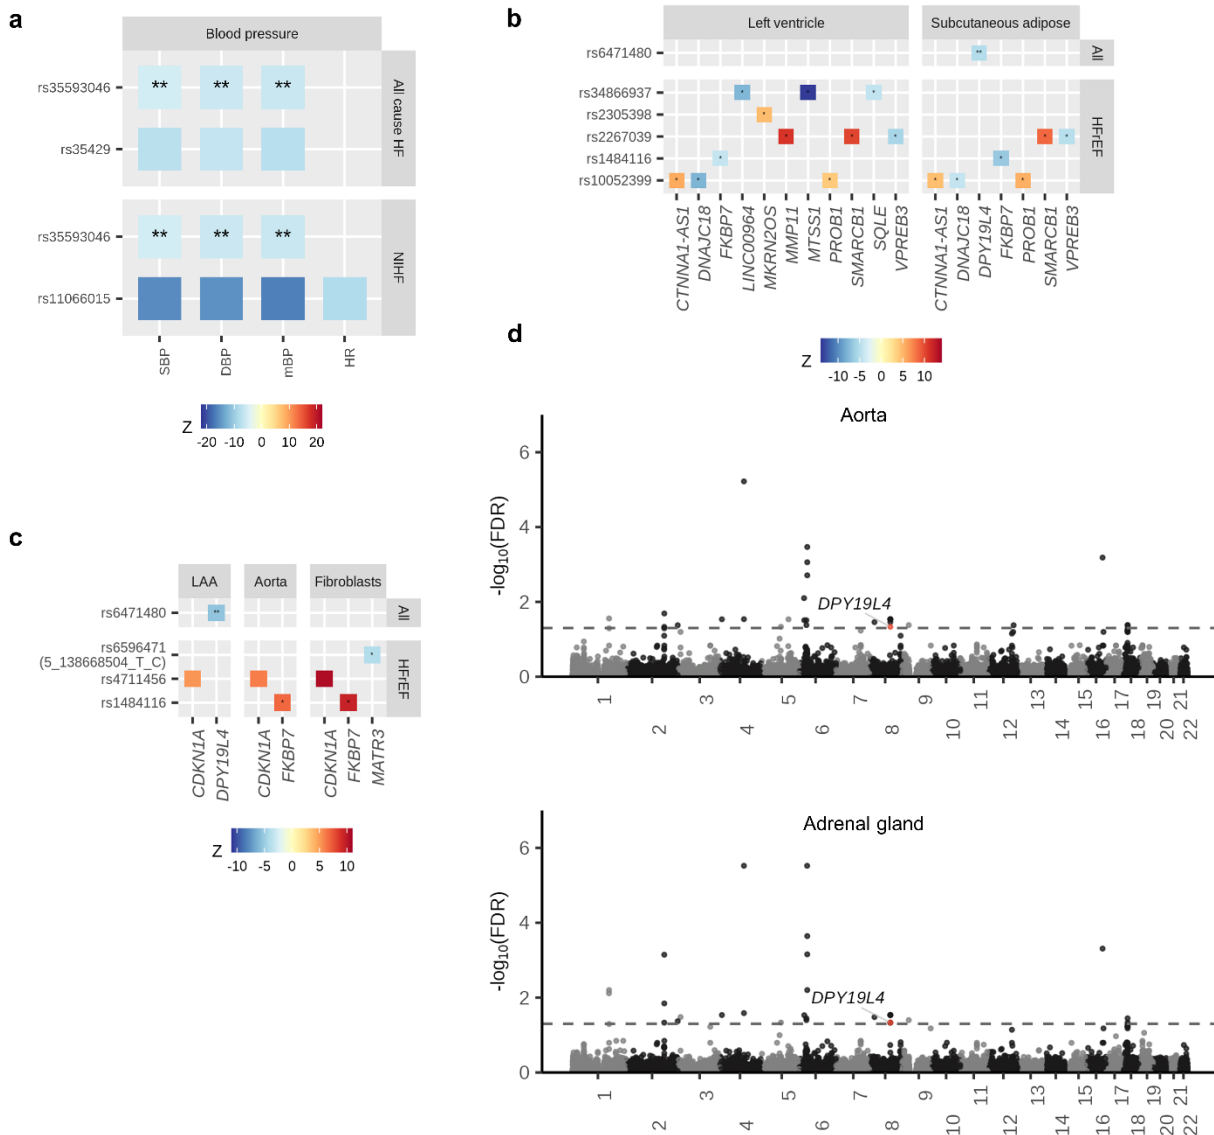 a
Blood pressure
rs35593046
rs35429
All cause HF
rs35593046
rs11066015
NIHF
** ** **
** ** **
SBP DBP mBP HR
Z
-20 -10 0 10 20
b
Left ventricle Subcutaneous adipose
rs6471480
**
All
rs34866937
rs2305398
rs2267039
rs1484116
rs10052399
HFrEF
CTNNA1-AS1 DNAJC18 FKBP7 LINC00964 MKRN2OS MMP11 MTSS1 PROB1 SMARCB1 SQLE VPREB3
CTNNA1-AS1 DNAJC18 DPY19L4 FKBP7 PROB1 SMARCB1 VPREB3
Z
-10 -5 0 5 10
c
LAA Aorta Fibroblasts
rs6471480
**
All
rs6596471
(5_138668504_T_C)
rs4711456
rs1484116
HFrEF
CDKN1A DPY19L4 CDKN1A FKBP7 CDKN1A FKBP7 MATR3
Z
-10 -5 0 5 10
d
Aorta
-log10(FDR)
6
4
2
0
DPY19L4
1 2 3 4 5 6 7 8 9 10 11 12 13 14 15 16 17 18 19 20 21 22
Adrenal gland
-log10(FDR)
6
4
2
0
DPY19L4
1 2 3 4 5 6 7 8 9 10 11 12 13 14 15 16 17 18 19 20 21 22